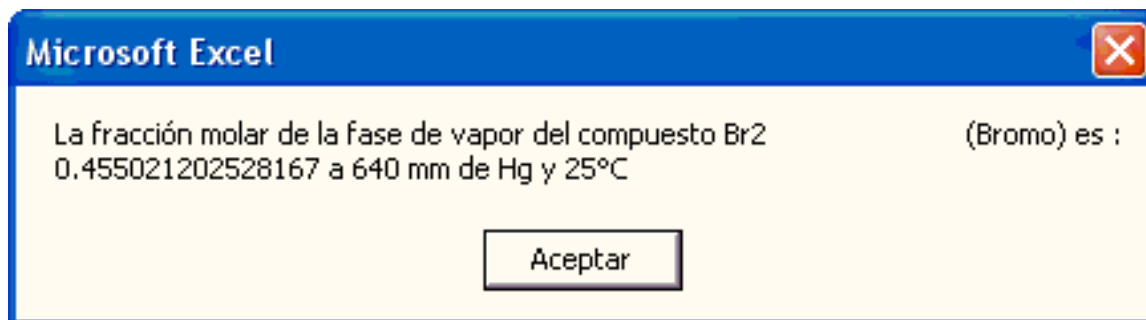 Microsoft Excel
La fracción molar de la fase de vapor del compuesto Br2 (Bromo) es :
0.455021202528167 a 640 mm de Hg y 25°C
Aceptar